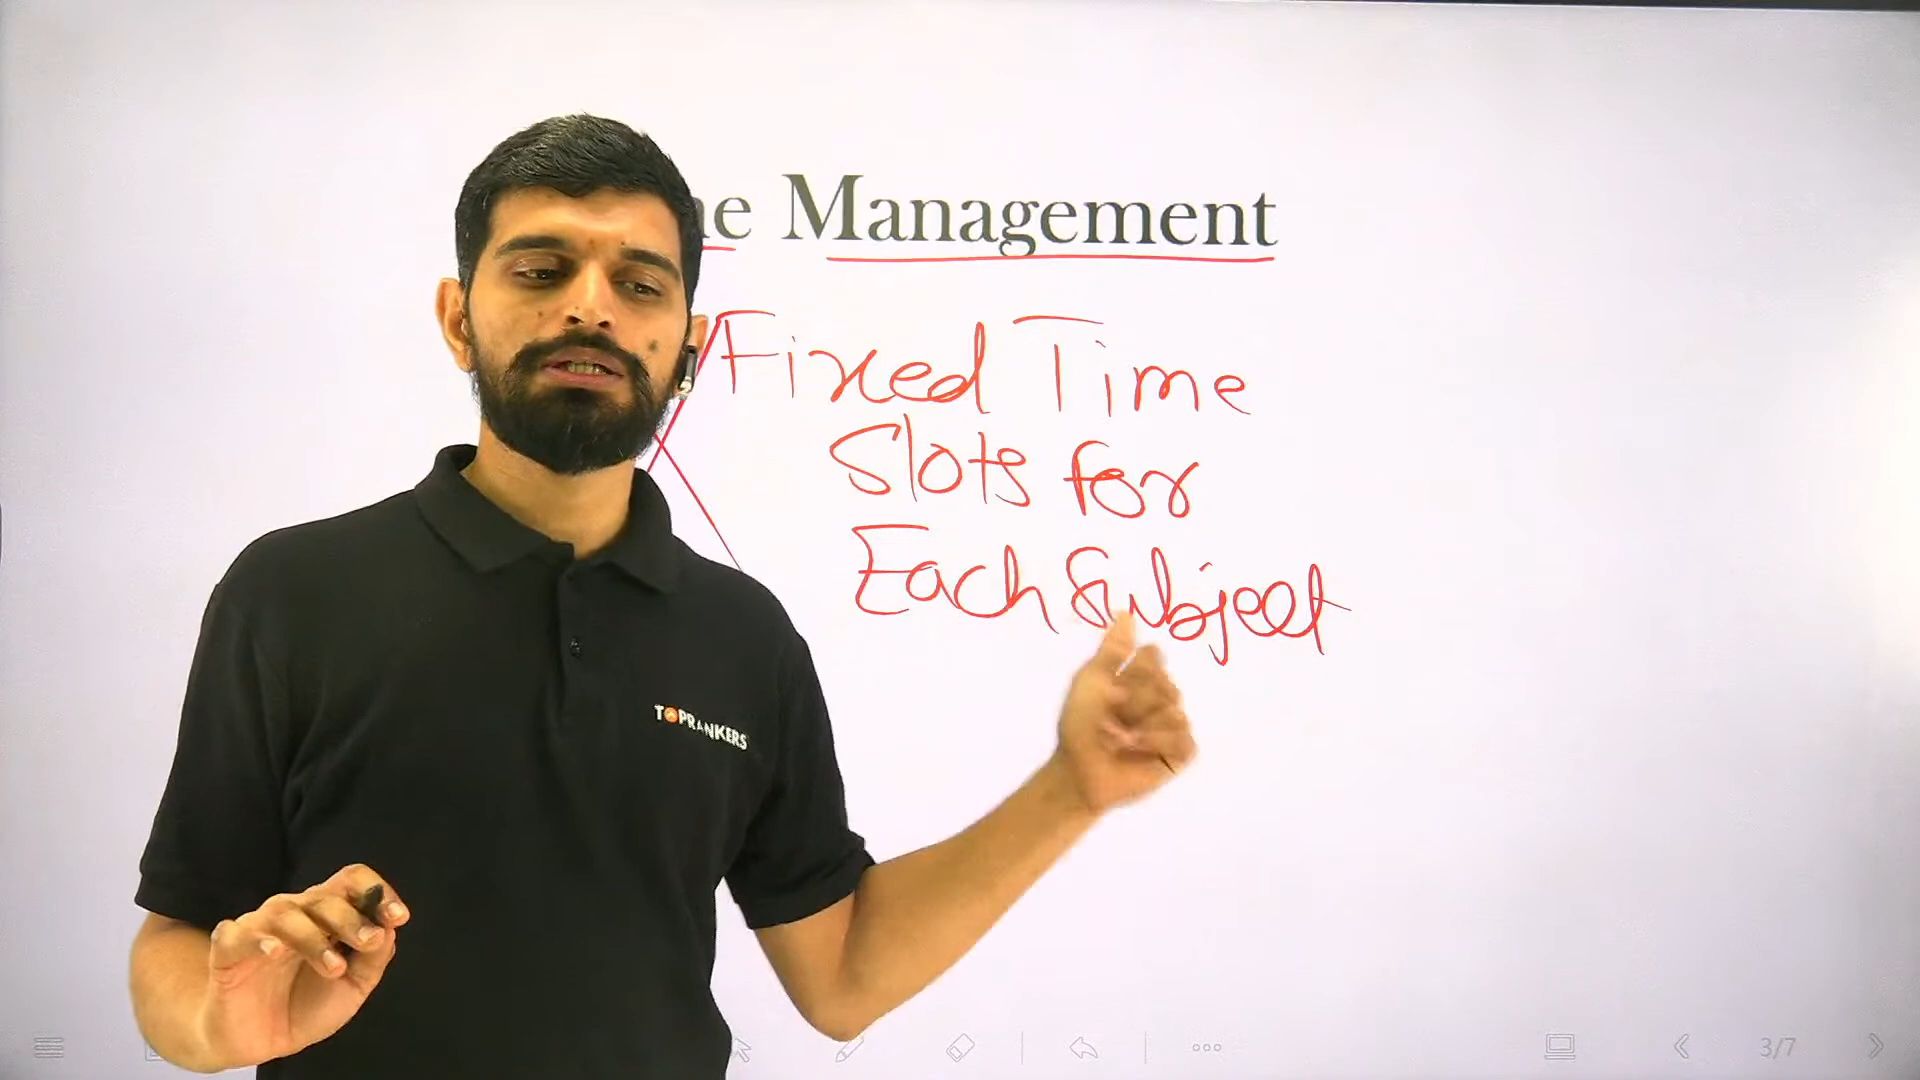 Management
Fixed Time
Slots for
Each Subject
TOPRANKERS
3/7